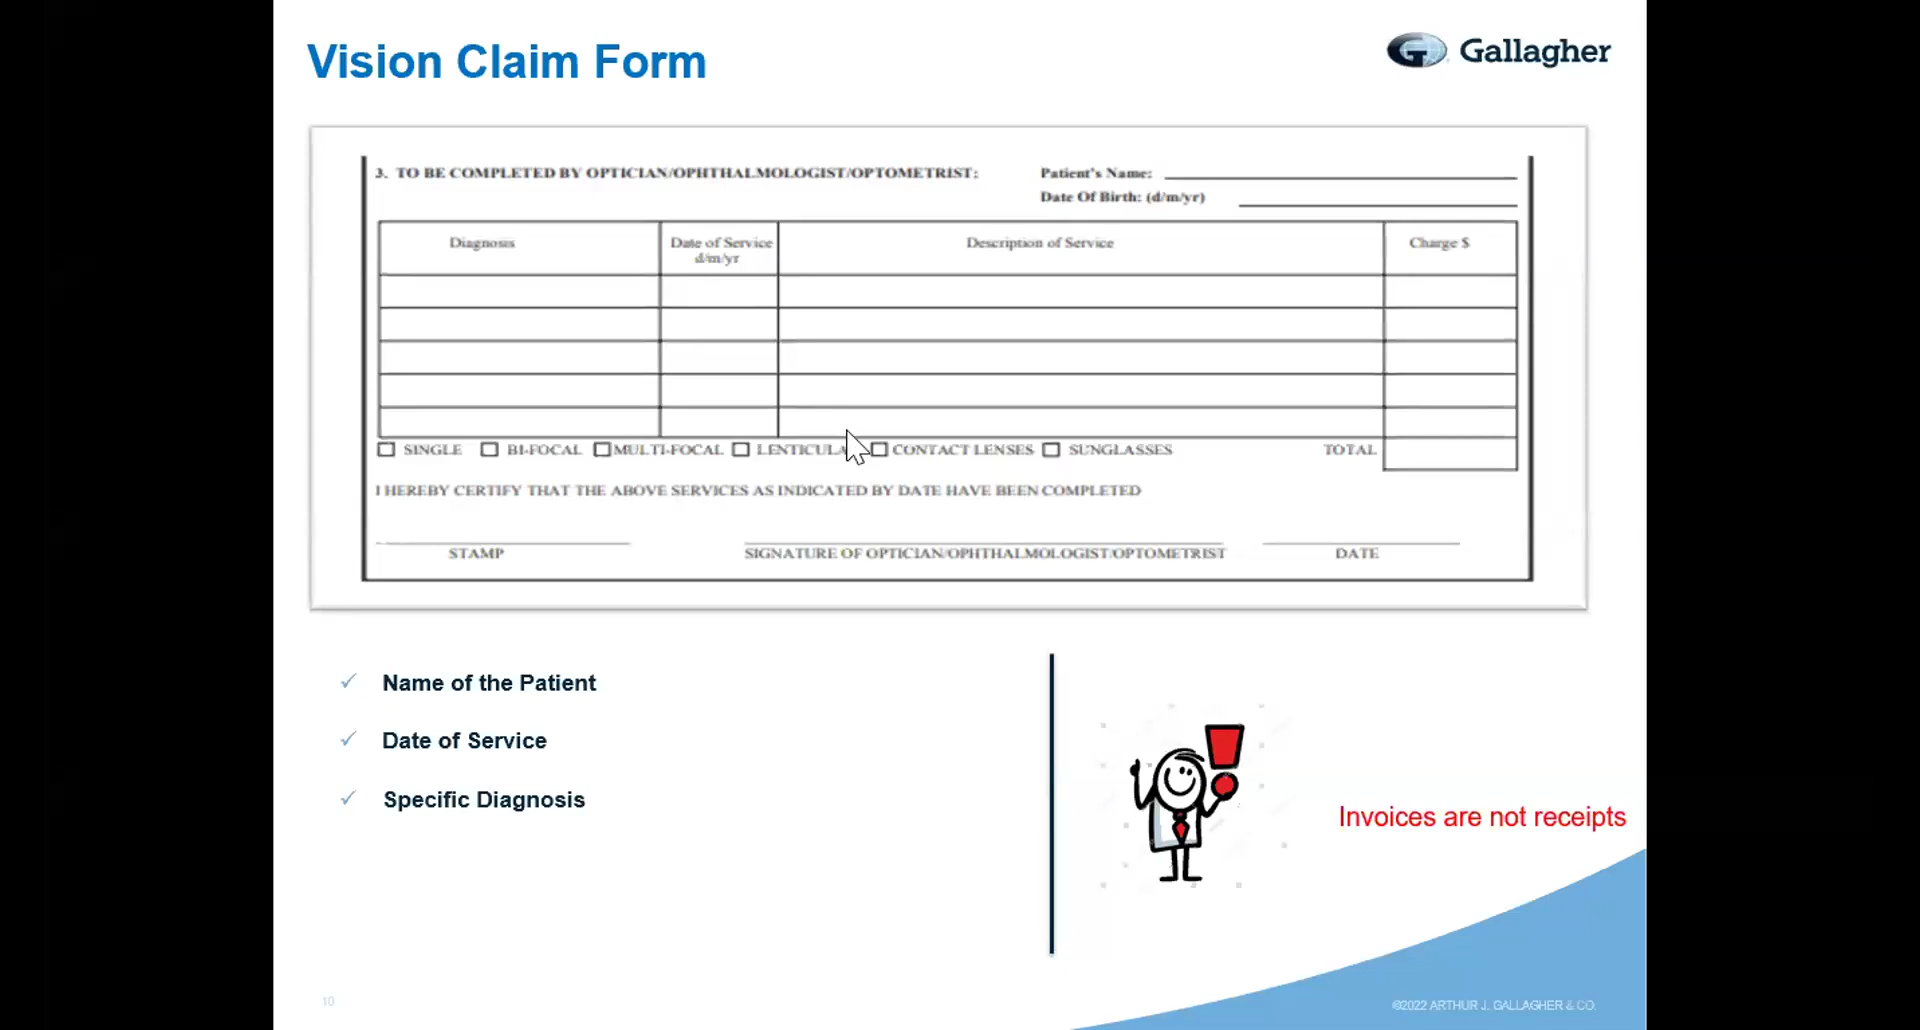 Vision Claim Form
Gallagher
3. TO BE COMPLETED BY OPTICIAN/OPHTHALMOLOGIST/OPTOMETRIST:
Patient's Name:
Date Of Birth: (d/m/yr)
Diagnosis
Date of Service
d/m/yr
Description of Service
Charge $
SINGLE BI-FOCAL MULTI-FOCAL LENTICULA CONTACT LENSES SUNGLASSES TOTAL
I HEREBY CERTIFY THAT THE ABOVE SERVICES AS INDICATED BY DATE HAVE BEEN COMPLETED
STAMP
SIGNATURE OF OPTICIAN/OPHTHALMOLOGIST/OPTOMETRIST
DATE
Name of the Patient
Date of Service
Specific Diagnosis
Invoices are not receipts
10
©2022 ARTHUR J. GALLAGHER & CO.